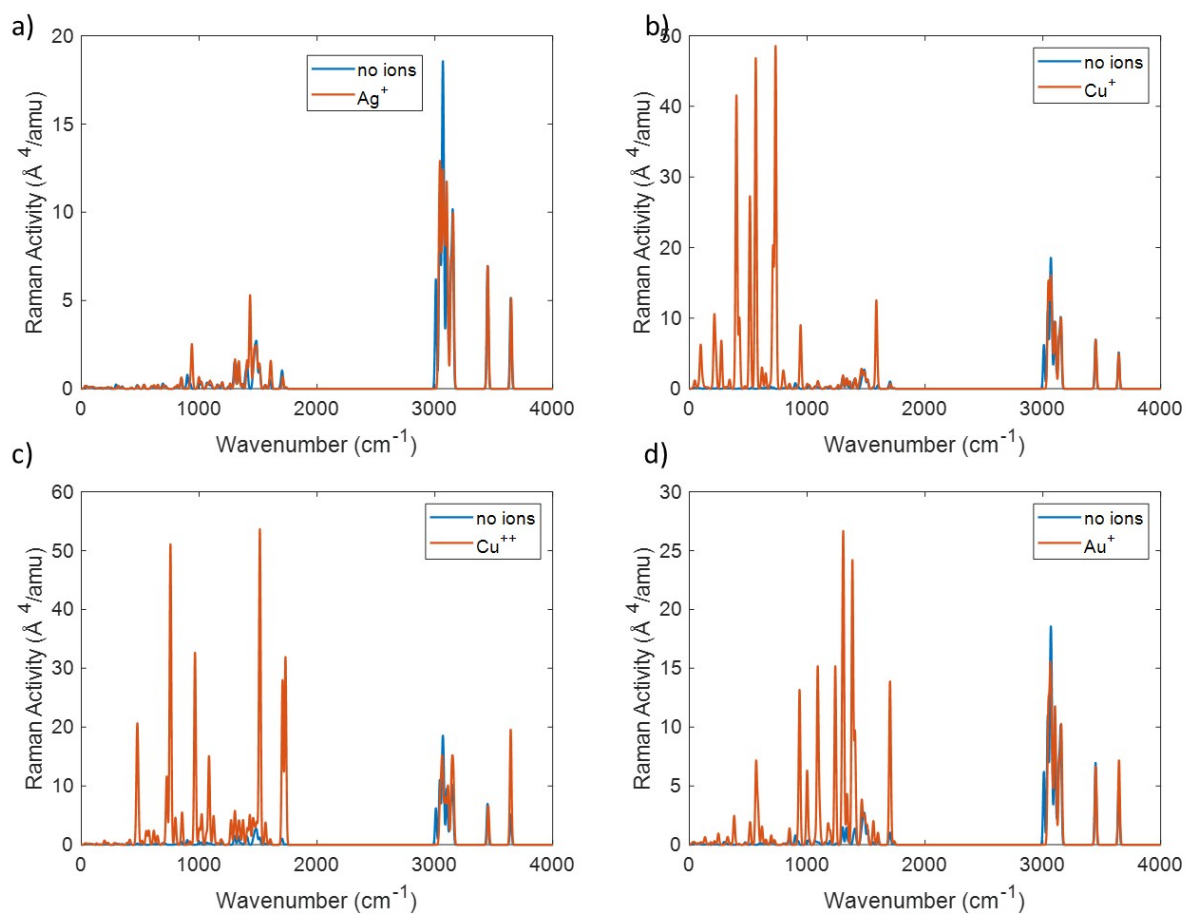 a)
20
15
10
5
0
Raman Activity (Å ⁴/amu)
no ions
Ag⁺
0 1000 2000 3000 4000
Wavenumber (cm⁻¹)
b)
50
40
30
20
10
0
Raman Activity (Å ⁴/amu)
no ions
Cu⁺
0 1000 2000 3000 4000
Wavenumber (cm⁻¹)
c)
60
50
40
30
20
10
0
Raman Activity (Å ⁴/amu)
no ions
Cu⁺⁺
0 1000 2000 3000 4000
Wavenumber (cm⁻¹)
d)
30
25
20
15
10
5
0
Raman Activity (Å ⁴/amu)
no ions
Au⁺
0 1000 2000 3000 4000
Wavenumber (cm⁻¹)